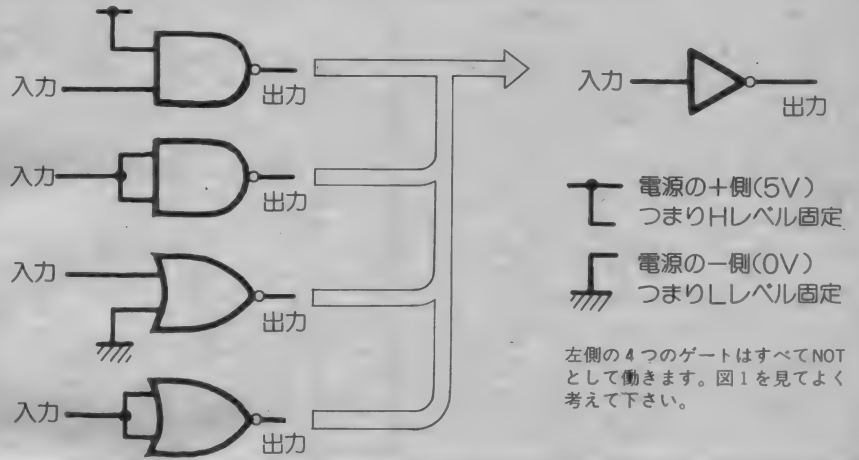 入力
出力
入力
出力
入力
出力
入力
出力
入力
出力
電源の＋側(5V)
つまりHレベル固定
電源の－側(0V)
つまりLレベル固定
左側の4つのゲートはすべてNOT
として働きます。図1を見てよく
考えて下さい。